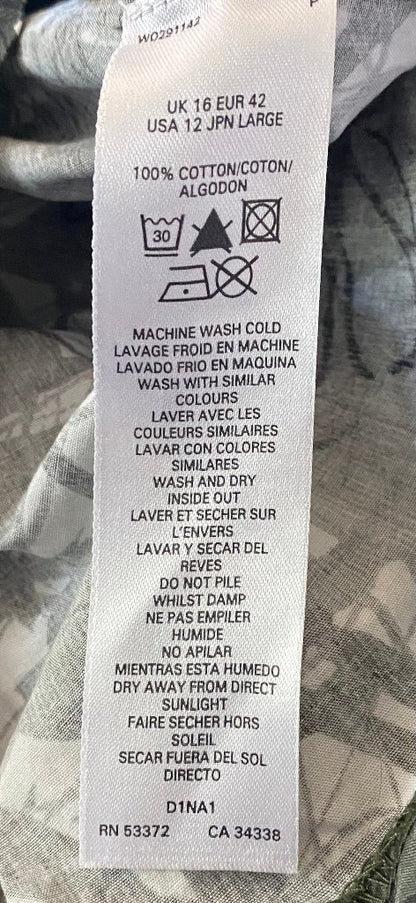 WO291142
P
UK 16 EUR 42
USA 12 JPN LARGE
100% COTTON/COTON/
ALGODON
30
MACHINE WASH COLD
LAVAGE FROID EN MACHINE
LAVADO FRIO EN MAQUINA
WASH WITH SIMILAR
COLOURS
LAVER AVEC LES
COULEURS SIMILAIRES
LAVAR CON COLORES
SIMILARES
WASH AND DRY
INSIDE OUT
LAVER ET SECHER SUR
L'ENVERS
LAVAR Y SECAR DEL
REVES
DO NOT PILE
WHILST DAMP
NE PAS EMPILER
HUMIDE
NO APILAR
MIENTRAS ESTA HUMEDO
DRY AWAY FROM DIRECT
SUNLIGHT
FAIRE SECHER HORS
SOLEIL
SECAR FUERA DEL SOL
DIRECTO
D1NA1
RN 53372 CA 34338